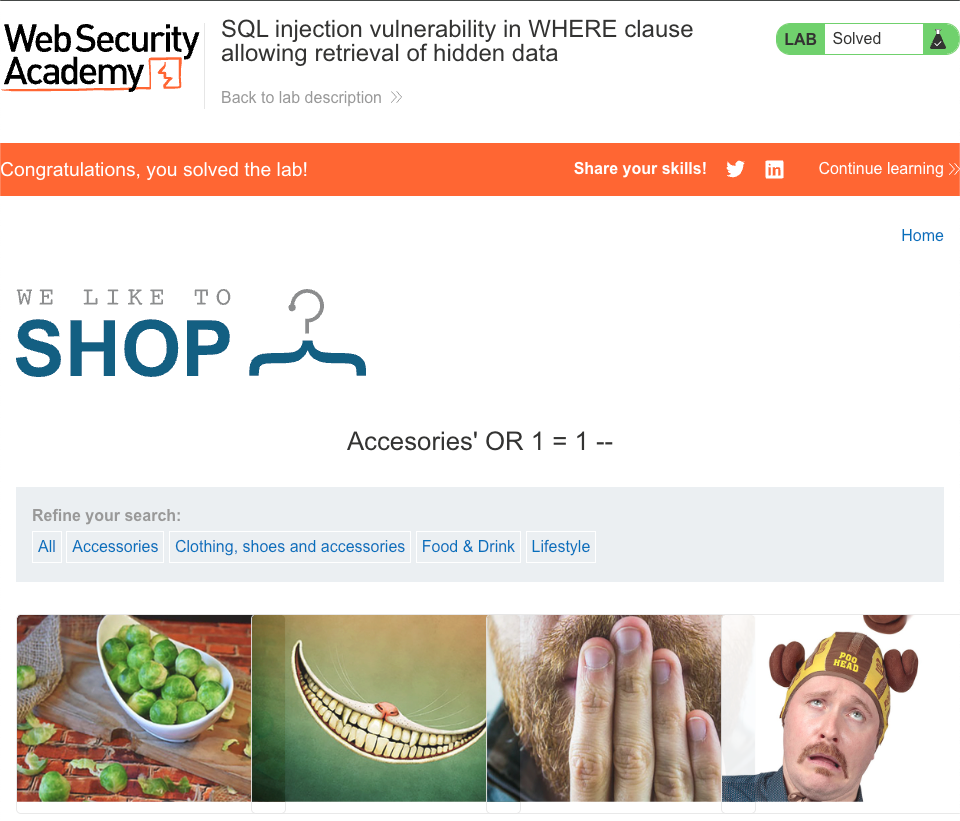 Web Security
Academy
SQL injection vulnerability in WHERE clause
allowing retrieval of hidden data
Back to lab description
LAB Solved
Congratulations, you solved the lab!
Share your skills!
Continue learning
Home
WE LIKE TO
SHOP
Accesories' OR 1 = 1 --
Refine your search:
All Accessories Clothing, shoes and accessories Food & Drink Lifestyle
POO
HEAD